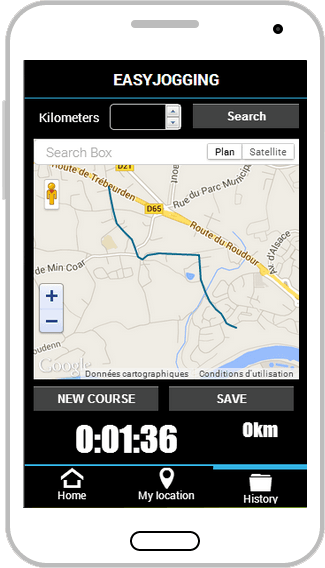 EASYJOGGING
Kilometers
Search
Search Box
Plan
Satellite
D21
Route de Trébeurden
Rue du Parc Municip
D65
Route du Roudour
Av. d'Alsace
de Min Coar
+
−
oudenn
Google
Données cartographiques
Conditions d'utilisation
NEW COURSE
SAVE
0:01:36
0km
Home
My location
History